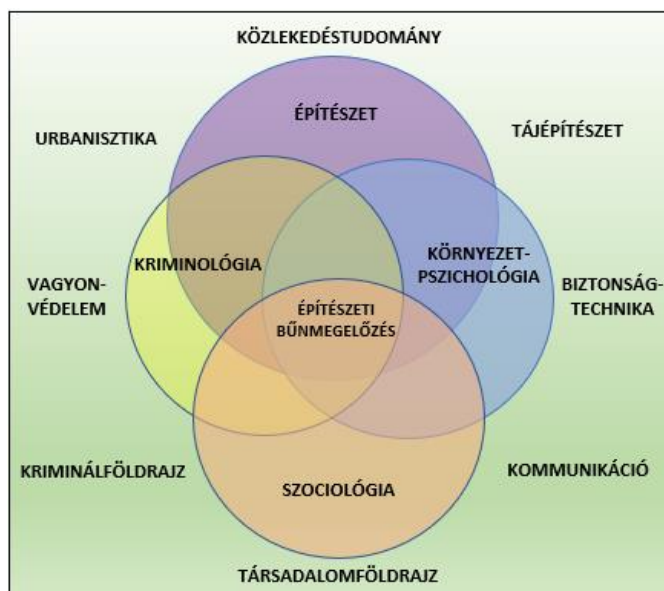 KÖZLEKEDÉSTUDOMÁNY
ÉPÍTÉSZET
URBANISZTIKA
TÁJÉPÍTÉSZET
KRIMINOLÓGIA
KÖRNYEZET-
PSZICHOLÓGIA
VAGYON-
VÉDELEM
BIZTONSÁG-
TECHNIKA
ÉPÍTÉSZETI
BŰNMEGELŐZÉS
KRIMINÁLFÖLDRAJZ
KOMMUNIKÁCIÓ
SZOCIOLÓGIA
TÁRSADALOMFÖLDRAJZ